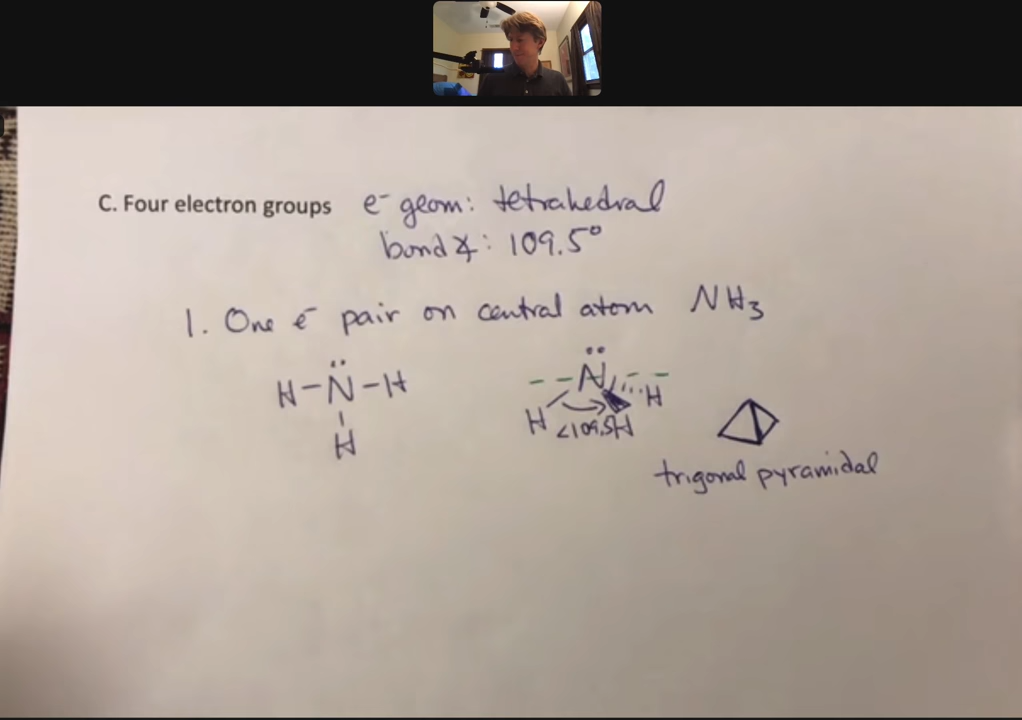 C. Four electron groups e⁻ geom: tetrahedral
bond∡: 109.5°
1. One e⁻ pair on central atom NH₃
H-N̈-H
H
N̈
H H H
<109.5
trigonal pyramidal